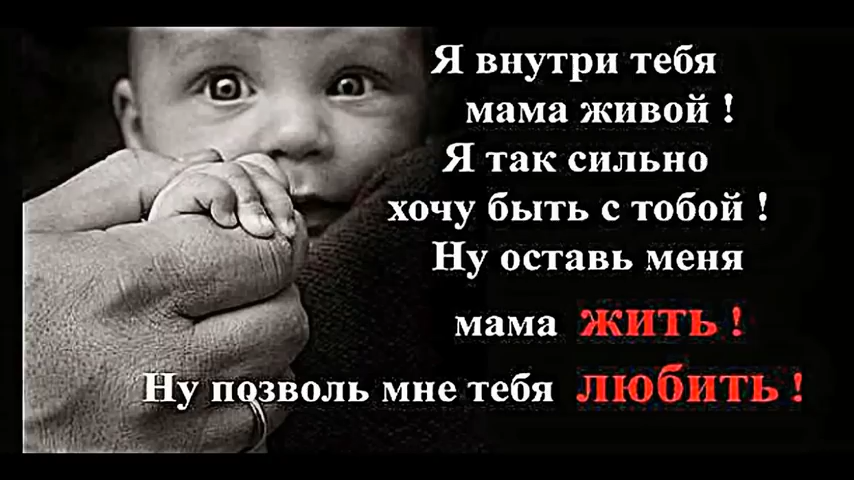 Я внутри тебя
мама живой !
Я так сильно
хочу быть с тобой !
Ну оставь меня
мама жить !
Ну позволь мне тебя любить !